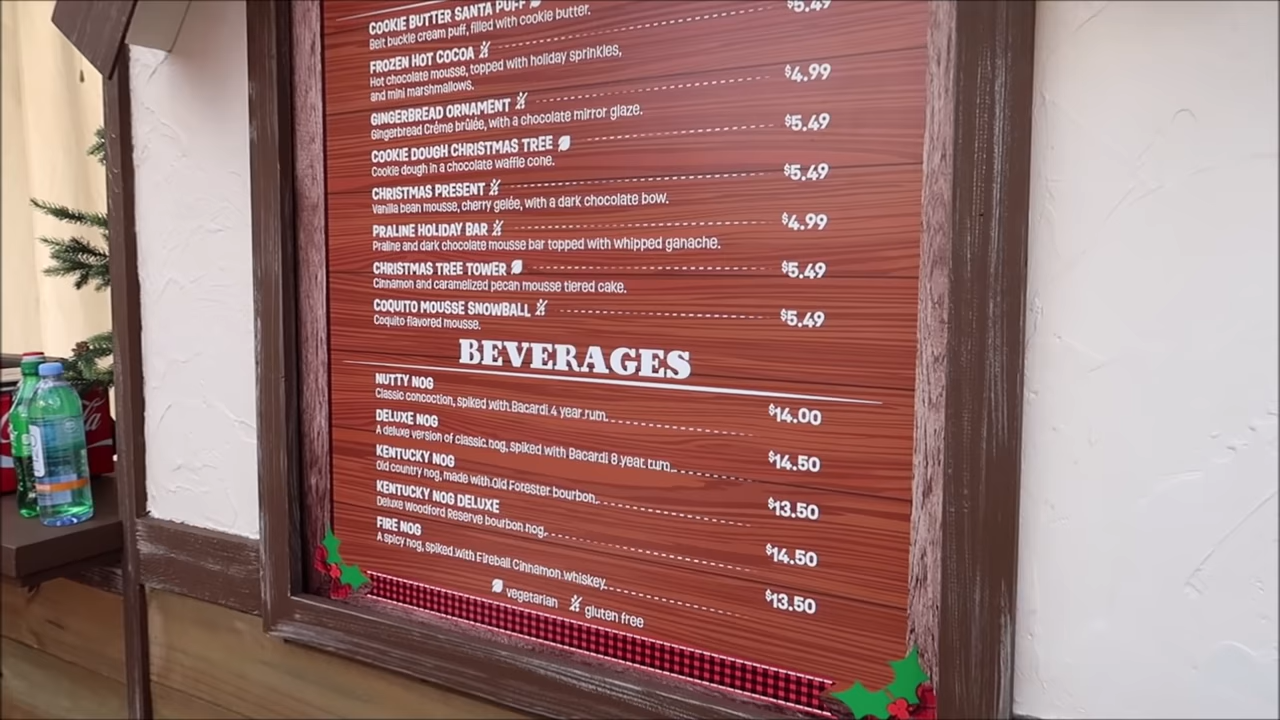 $5.49
COOKIE BUTTER SANTA PUFF
Belt buckle cream puff, filled with cookie butter.
FROZEN HOT COCOA $4.99
Hot chocolate mousse, topped with holiday sprinkles,
and mini marshmallows.
GINGERBREAD ORNAMENT $5.49
Gingerbread Créme brûlée, with a chocolate mirror glaze.
COOKIE DOUGH CHRISTMAS TREE $5.49
Cookie dough in a chocolate waffle cone.
CHRISTMAS PRESENT $4.99
Vanilla bean mousse, cherry gelée, with a dark chocolate bow.
PRALINE HOLIDAY BAR $5.49
Praline and dark chocolate mousse bar topped with whipped ganache.
CHRISTMAS TREE TOWER $5.49
Cinnamon and caramelized pecan mousse tiered cake.
COQUITO MOUSSE SNOWBALL
Coquito flavored mousse.
BEVERAGES
NUTTY NOG
Classic concoction, spiked with Bacardi 4 year rum. $14.00
DELUXE NOG
A deluxe version of classic nog, spiked with Bacardi 8 year rum. $14.50
KENTUCKY NOG
Old country nog, made with Old Forester bourbon. $13.50
KENTUCKY NOG DELUXE
Deluxe Woodford Reserve bourbon nog. $14.50
FIRE NOG
A spicy nog, spiked with Fireball Cinnamon whiskey. $13.50
vegetarian gluten free